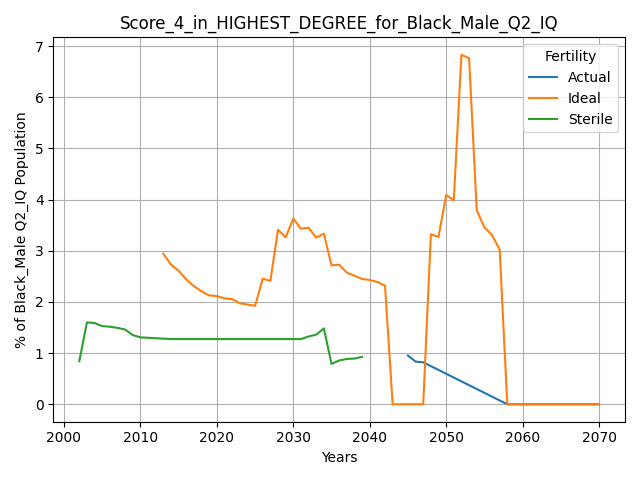 Score_4_in_HIGHEST_DEGREE_for_Black_Male_Q2_IQ
% of Black_Male Q2_IQ Population
7
6
5
4
3
2
1
0
Fertility
Actual
Ideal
Sterile
2000 2010 2020 2030 2040 2050 2060 2070
Years